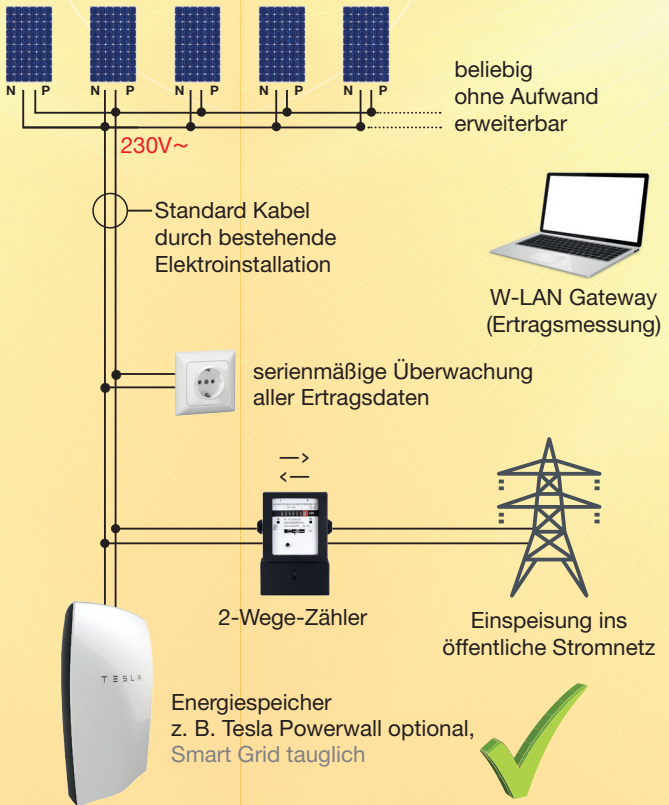 N P N P N P N P N P
beliebig
ohne Aufwand
erweiterbar
230V~
Standard Kabel
durch bestehende
Elektroinstallation
W-LAN Gateway
(Ertragsmessung)
serienmäßige Überwachung
aller Ertragsdaten
2-Wege-Zähler
Einspeisung ins
öffentliche Stromnetz
TESLA
Energiespeicher
z. B. Tesla Powerwall optional,
Smart Grid tauglich